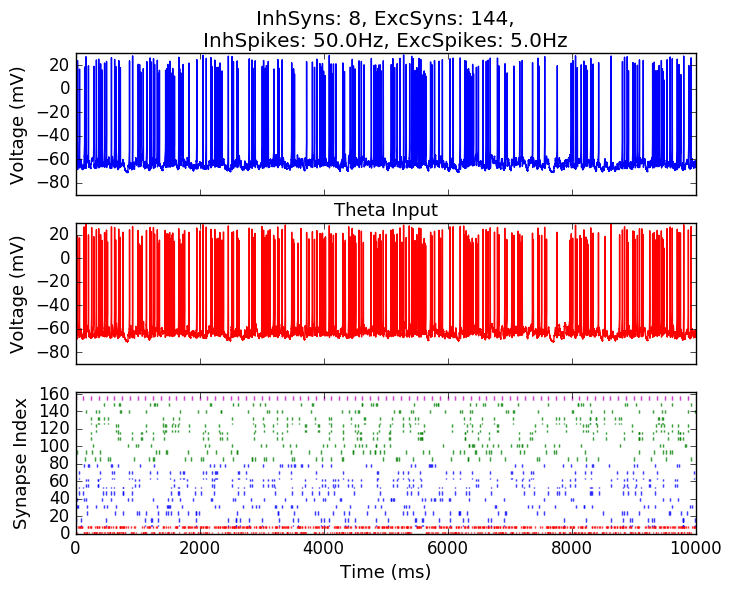 InhSyns: 8, ExcSyns: 144,
InhSpikes: 50.0Hz, ExcSpikes: 5.0Hz
Voltage (mV)
20
0
−20
−40
−60
−80
Theta Input
Voltage (mV)
20
0
−20
−40
−60
−80
Synapse Index
160
140
120
100
80
60
40
20
0
0 2000 4000 6000 8000 10000
Time (ms)